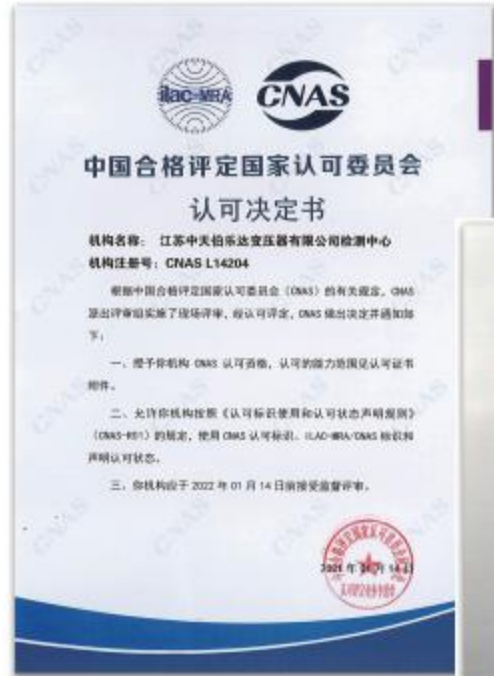 ilac-MRA
CNAS
中国合格评定国家认可委员会
认可决定书
机构名称： 江苏中天伯乐达变压器有限公司检测中心
机构注册号：CNAS L14204
根据中国合格评定国家认可委员会（CNAS）的有关规定，CNAS
派出评审组实施了现场评审，经认可评定，CNAS 做出决定并通知如
下：
一、授予你机构 CNAS 认可资格，认可的能力范围见认可证书
附件。
二、允许你机构按照《认可标识使用和认可状态声明规则》
（CNAS-R01）的规定，使用 CNAS 认可标识、ILAC-MRA/CNAS 标识和
声明认可状态。
三、你机构应于 2022 年 01 月 14 日前接受监督评审。
2021 年 月 14 日